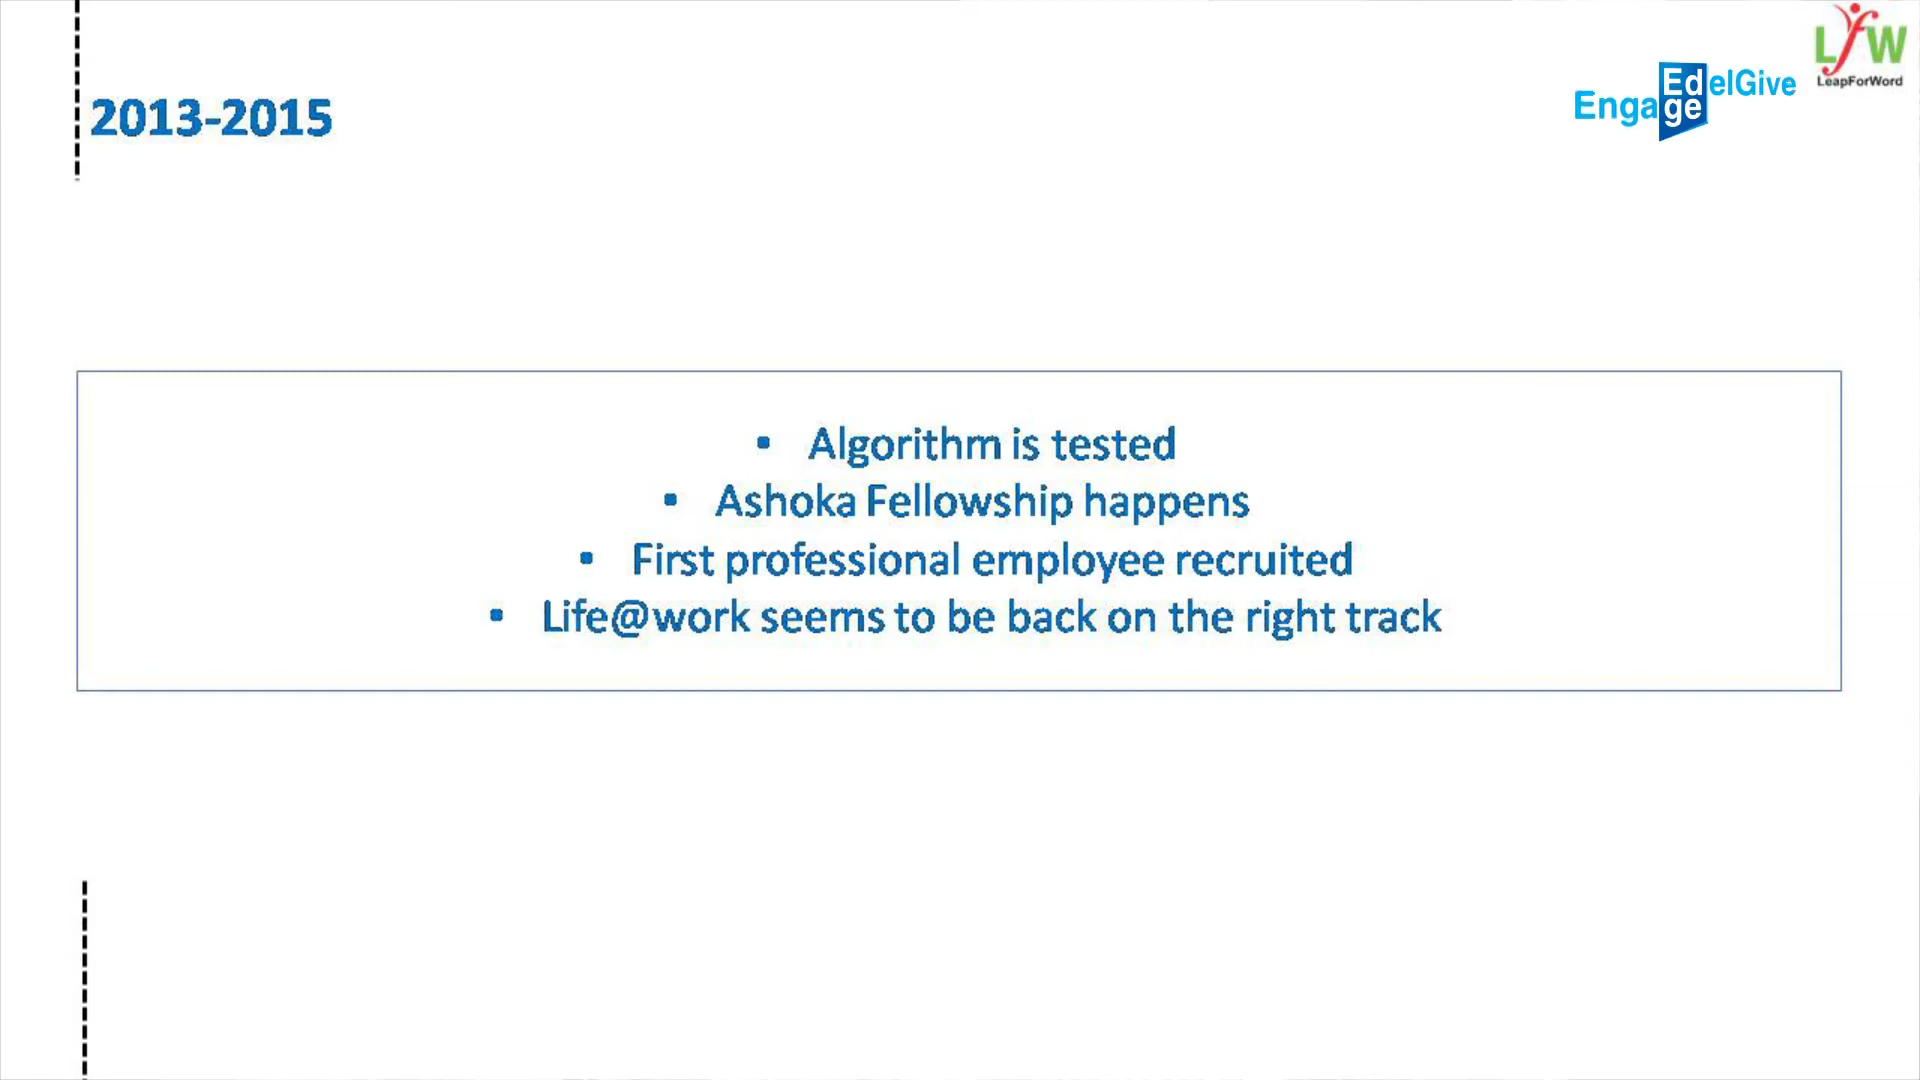 LfW
LeapForWord
EdelGive
Engage
2013-2015
• Algorithm is tested
• Ashoka Fellowship happens
• First professional employee recruited
• Life@work seems to be back on the right track